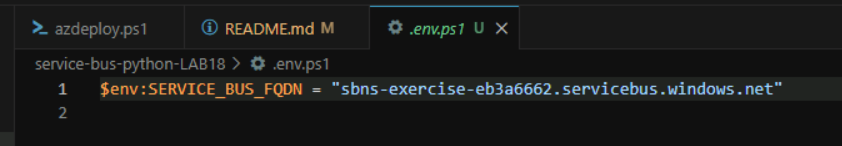 azdeploy.ps1
README.md M
.env.ps1 U
service-bus-python-LAB18 > .env.ps1
1 $env:SERVICE_BUS_FQDN = "sbns-exercise-eb3a6662.servicebus.windows.net"
2